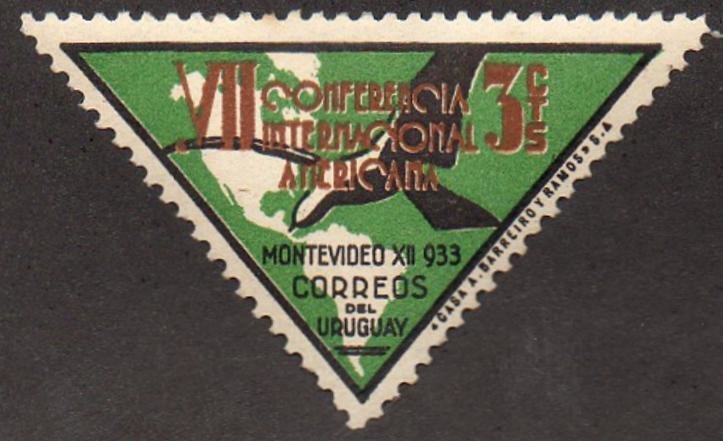 VII CONFERENCIA 3 CTS
INTERNACIONAL
AMERICANA
MONTEVIDEO XII 933
CORREOS
DEL
URUGUAY
"CASA A. BARREIRO Y RAMOS" S.A